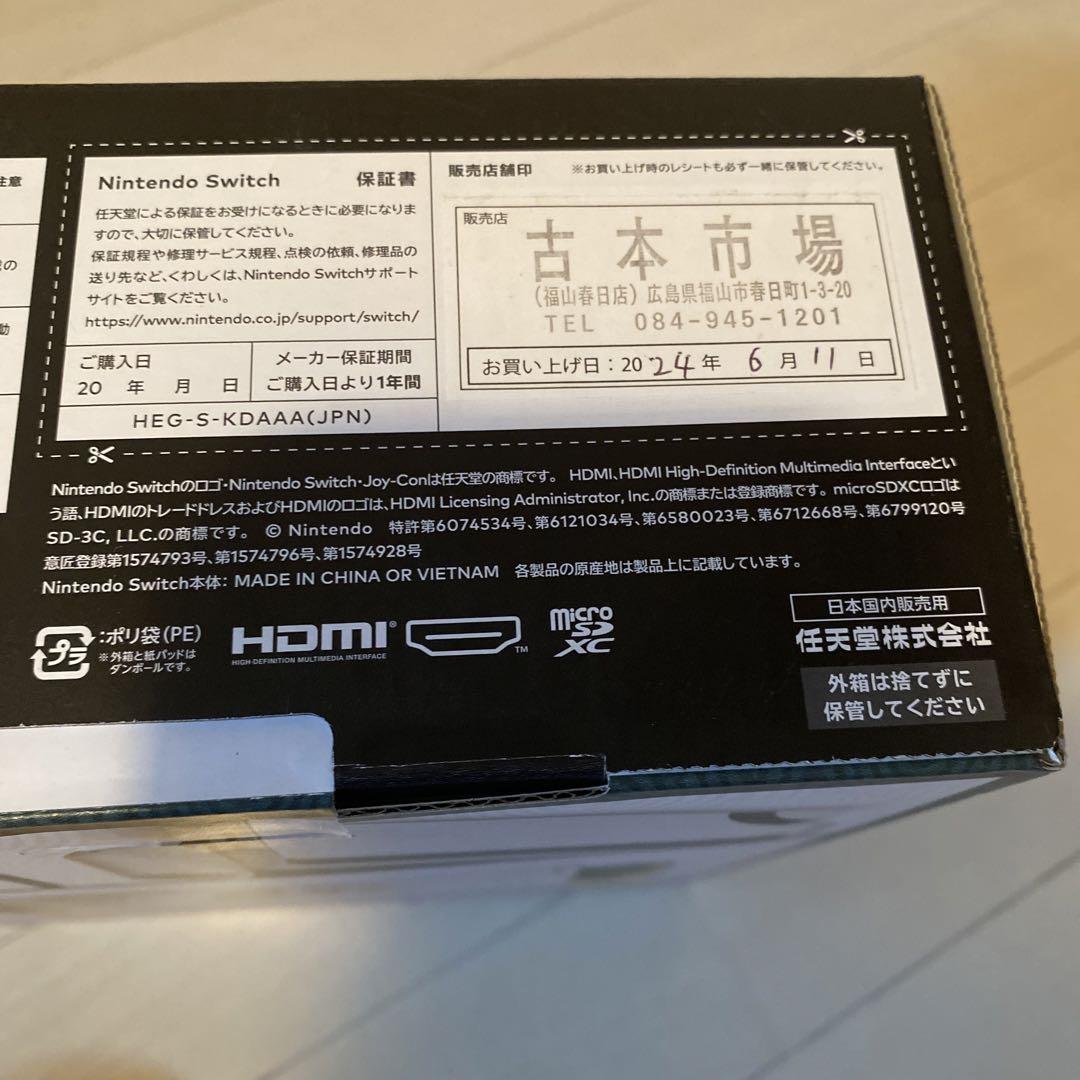 注意
の
動
Nintendo Switch 保証書
任天堂による保証をお受けになるときに必要になりま
すので、大切に保管してください。
保証規程や修理サービス規程、点検の依頼、修理品の
送り先など、くわしくは、Nintendo Switchサポート
サイトをご覧ください。
https://www.nintendo.co.jp/support/switch/
ご購入日
20 年 月 日
メーカー保証期間
ご購入日より1年間
HEG-S-KDAAA(JPN)
販売店舗印 ※お買い上げ時のレシートも必ず一緒に保管してください。
販売店
古本市場
(福山春日店) 広島県福山市春日町1-3-20
TEL 084-945-1201
お買い上げ日:2024年 6月 11日
Nintendo Switchのロゴ・Nintendo Switch・Joy-Conは任天堂の商標です。 HDMI、HDMI High-Definition Multimedia Interfaceとい
う語、HDMIのトレードドレスおよびHDMIのロゴは、HDMI Licensing Administrator, Inc.の商標または登録商標です。microSDXCロゴは
SD-3C, LLC.の商標です。 © Nintendo 特許第6074534号、第6121034号、第6580023号、第6712668号、第6799120号
意匠登録第1574793号、第1574796号、第1574928号
Nintendo Switch本体: MADE IN CHINA OR VIETNAM 各製品の原産地は製品上に記載しています。
プラ
:ポリ袋(PE)
※外箱と紙パッドは
ダンボールです。
HDMI®
HIGH-DEFINITION MULTIMEDIA INTERFACE
TM
micro
SD
XC
日本国内販売用
任天堂株式会社
外箱は捨てずに
保管してください